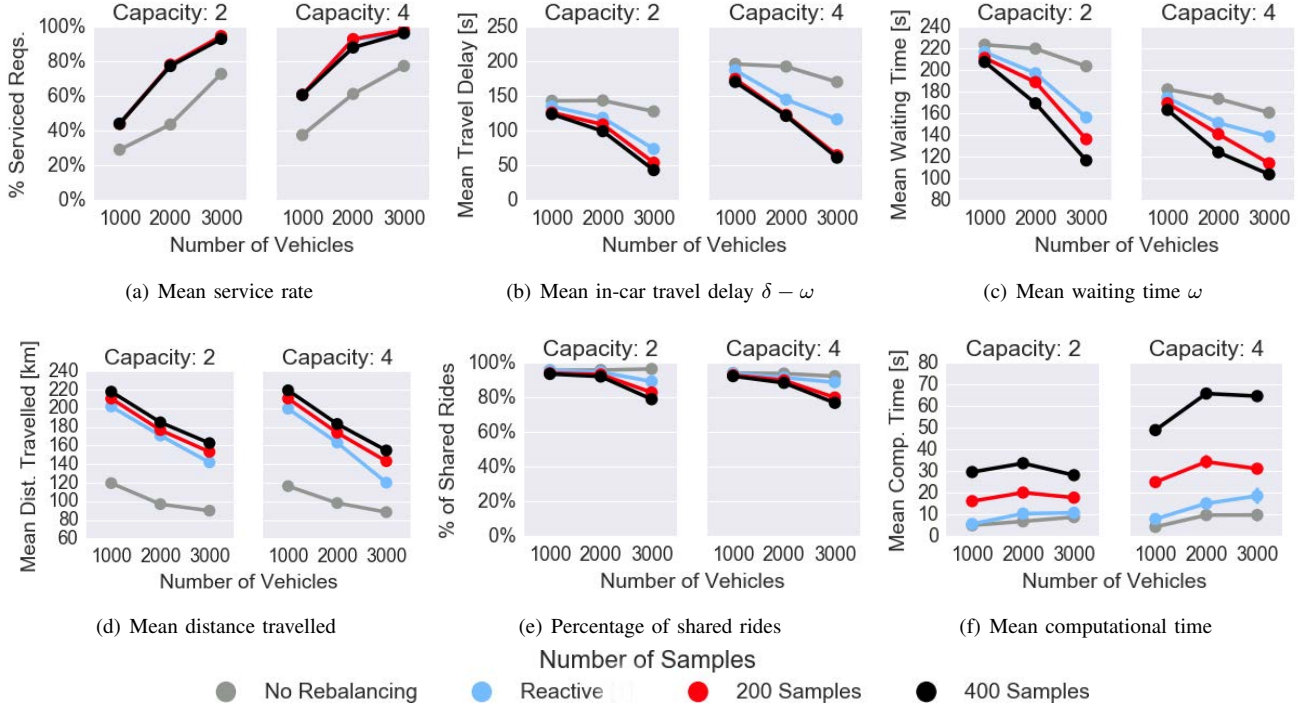 Capacity: 2
Capacity: 4
% Serviced Reqs.
100%
80%
60%
40%
20%
0%
1000 2000 3000
1000 2000 3000
Number of Vehicles
(a) Mean service rate
Capacity: 2
Capacity: 4
Mean Travel Delay [s]
250
200
150
100
50
0
1000 2000 3000
1000 2000 3000
Number of Vehicles
(b) Mean in-car travel delay δ − ω
Capacity: 2
Capacity: 4
Mean Waiting Time [s]
240
220
200
180
160
140
120
100
80
1000 2000 3000
1000 2000 3000
Number of Vehicles
(c) Mean waiting time ω
Capacity: 2
Capacity: 4
Mean Dist. Travelled [km]
240
220
200
180
160
140
120
100
80
60
1000 2000 3000
1000 2000 3000
Number of Vehicles
(d) Mean distance travelled
Capacity: 2
Capacity: 4
% of Shared Rides
100%
80%
60%
40%
20%
0%
1000 2000 3000
1000 2000 3000
Number of Vehicles
(e) Percentage of shared rides
Capacity: 2
Capacity: 4
Mean Comp. Time [s]
80
70
60
50
40
30
20
10
0
1000 2000 3000
1000 2000 3000
Number of Vehicles
(f) Mean computational time
Number of Samples
No Rebalancing
Reactive
200 Samples
400 Samples